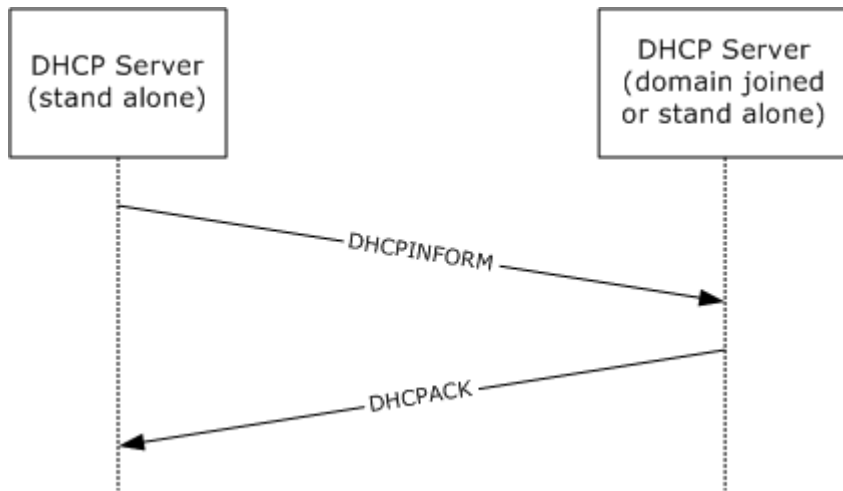 DHCP Server
(stand alone)
DHCP Server
(domain joined
or stand alone)
DHCPINFORM
DHCPACK